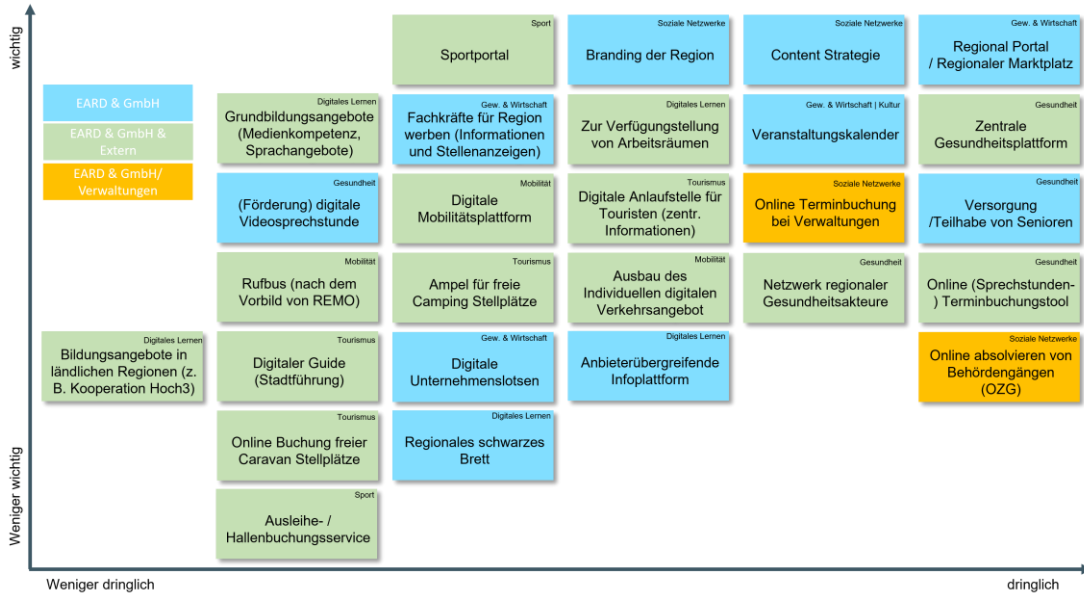 wichtig
Sport
Sportportal
Soziale Netzwerke
Branding der Region
Soziale Netzwerke
Content Strategie
Gew. & Wirtschaft
Regional Portal
/ Regionaler Marktplatz
EARD & GmbH
EARD & GmbH &
Extern
EARD & GmbH/
Verwaltungen
Digitales Lernen
Grundbildungsangebote
(Medienkompetenz,
Sprachangebote)
Gew. & Wirtschaft
Fachkräfte für Region
werben (Informationen
und Stellenanzeigen)
Digitales Lernen
Zur Verfügungstellung
von Arbeitsräumen
Gew. & Wirtschaft | Kultur
Veranstaltungskalender
Gesundheit
Zentrale
Gesundheitsplattform
Gesundheit
(Förderung) digitale
Videosprechstunde
Mobilität
Digitale
Mobilitätsplattform
Tourismus
Digitale Anlaufstelle für
Touristen (zentr.
Informationen)
Soziale Netzwerke
Online Terminbuchung
bei Verwaltungen
Gesundheit
Versorgung
/Teilhabe von Senioren
Mobilität
Rufbus (nach dem
Vorbild von REMO)
Tourismus
Ampel für freie
Camping Stellplätze
Mobilität
Ausbau des
Individuellen digitalen
Verkehrsangebot
Gesundheit
Netzwerk regionaler
Gesundheitsakteure
Gesundheit
Online (Sprechstunden-
) Terminbuchungstool
Digitales Lernen
Bildungsangebote in
ländlichen Regionen (z.
B. Kooperation Hoch3)
Tourismus
Digitaler Guide
(Stadtführung)
Gew. & Wirtschaft
Digitale
Unternehmenslotsen
Digitales Lernen
Anbieterübergreifende
Infoplattform
Soziale Netzwerke
Online absolvieren von
Behördengängen
(OZG)
Tourismus
Online Buchung freier
Caravan Stellplätze
Digitales Lernen
Regionales schwarzes
Brett
Sport
Ausleihe- /
Hallenbuchungsservice
Weniger wichtig
Weniger dringlich
dringlich